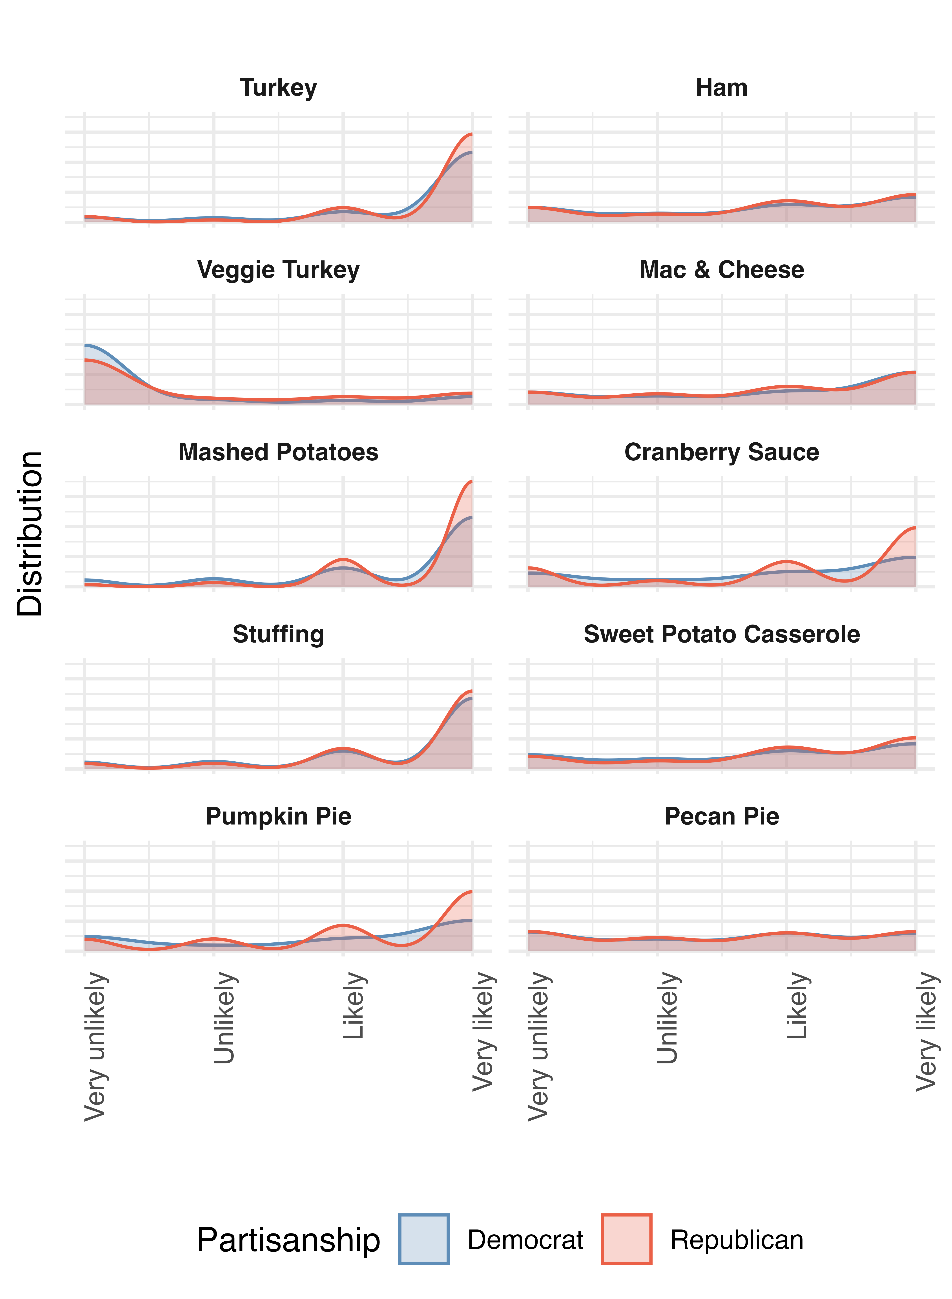 Turkey
Ham
Veggie Turkey
Mac & Cheese
Mashed Potatoes
Cranberry Sauce
Distribution
Stuffing
Sweet Potato Casserole
Pumpkin Pie
Pecan Pie
Very unlikely
Unlikely
Likely
Very likely
Very unlikely
Unlikely
Likely
Very likely
Partisanship Democrat Republican